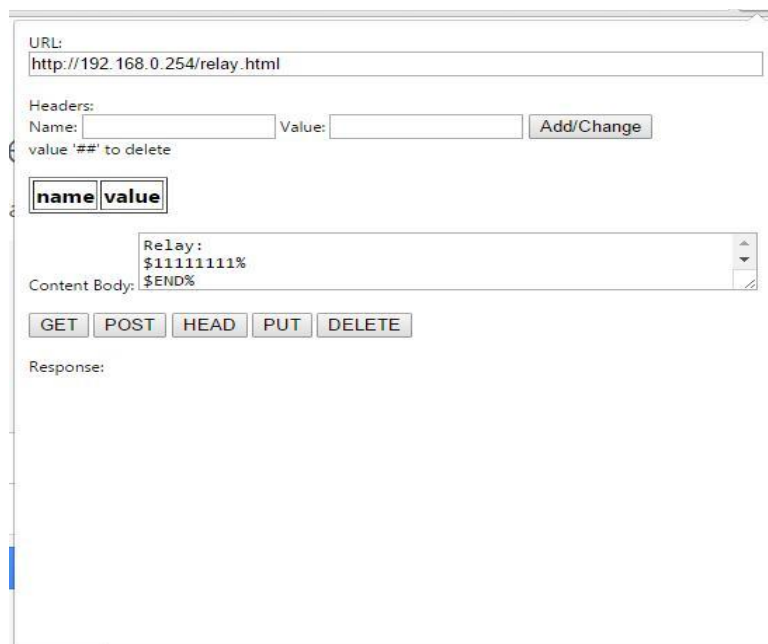 URL:
http://192.168.0.254/relay.html
Headers:
Name: Value: Add/Change
value '##' to delete
name value
Relay:
$11111111%
Content Body: $END%
GET POST HEAD PUT DELETE
Response: